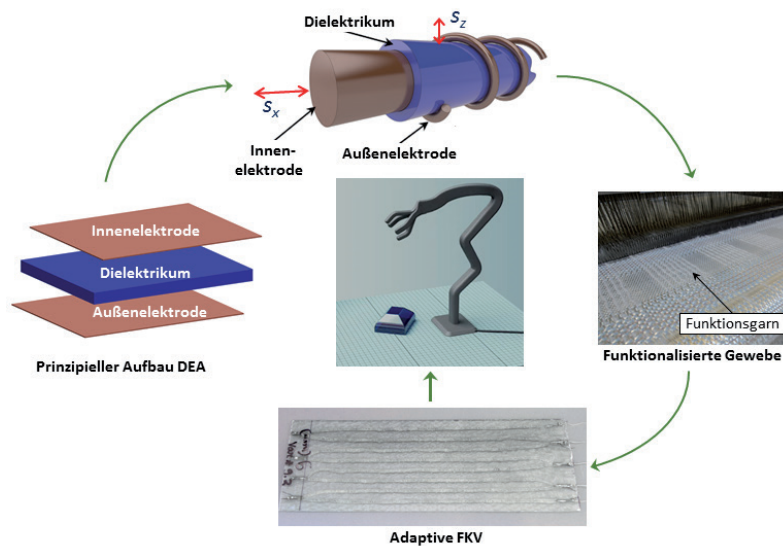 Dielektrikum
s_z
s_x
Innen-
elektrode
Außenelektrode
Innenelektrode
Dielektrikum
Außenelektrode
Prinzipieller Aufbau DEA
Funktionsgarn
Funktionalisierte Gewebe
Adaptive FKV